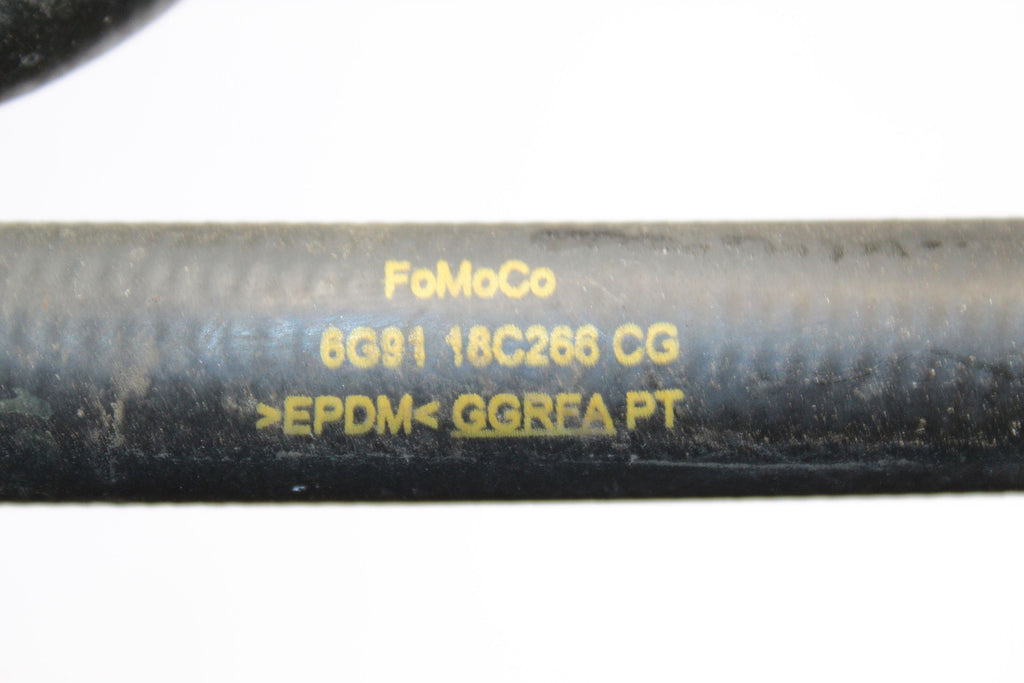 FoMoCo
6G91 18C266 CG
>EPDM< GGRFA PT